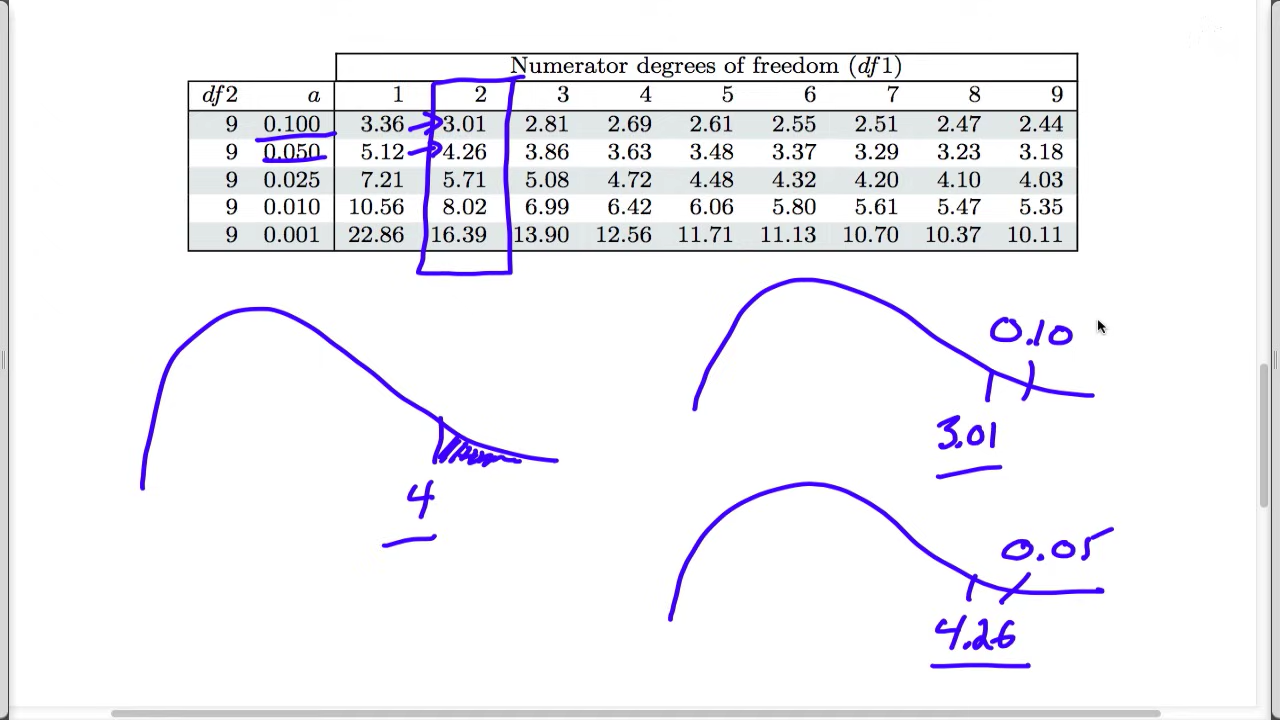 Numerator degrees of freedom (df1)
df2 a 1 2 3 4 5 6 7 8 9
9 0.100 3.36 3.01 2.81 2.69 2.61 2.55 2.51 2.47 2.44
9 0.050 5.12 4.26 3.86 3.63 3.48 3.37 3.29 3.23 3.18
9 0.025 7.21 5.71 5.08 4.72 4.48 4.32 4.20 4.10 4.03
9 0.010 10.56 8.02 6.99 6.42 6.06 5.80 5.61 5.47 5.35
9 0.001 22.86 16.39 13.90 12.56 11.71 11.13 10.70 10.37 10.11
0.10
3.01
4
0.05
4.26